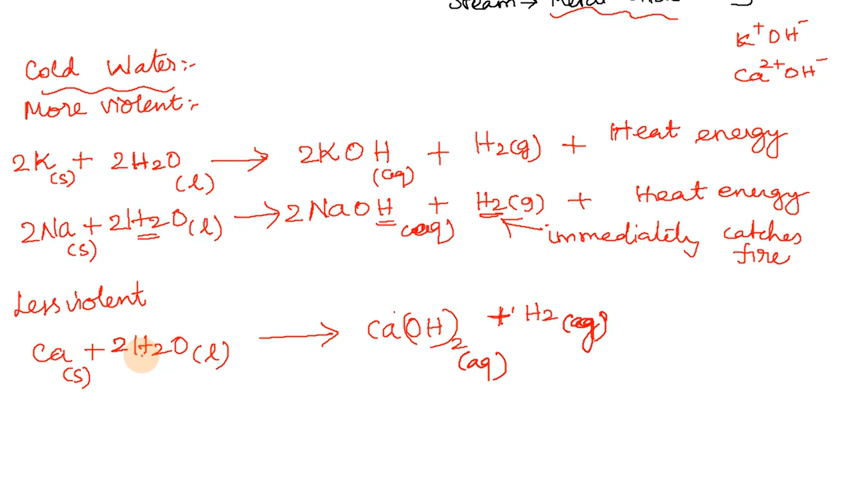 Steam →
K⁺OH⁻
Ca²⁺OH⁻
Cold Water:-
More violent:-
2K(s) + 2H2O(l) → 2KOH(aq) + H2(g) + Heat energy
2Na(s) + 2H2O(l) → 2NaOH(aq) + H2(g) + Heat energy
immediately catches fire
Less violent
Ca(s) + 2H2O(l) → Ca(OH)2(aq) + H2(g)